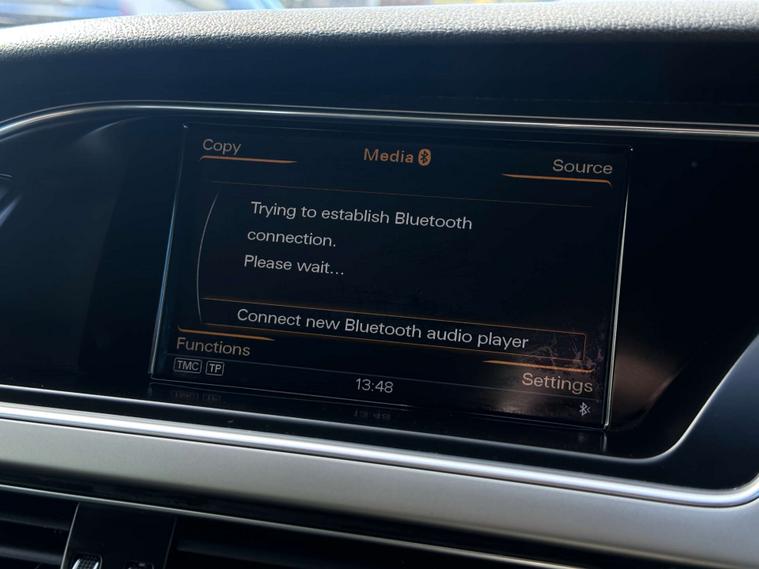 Copy
Media
Source
Trying to establish Bluetooth
connection.
Please wait...
Connect new Bluetooth audio player
Functions
Settings
TMC TP
13:48